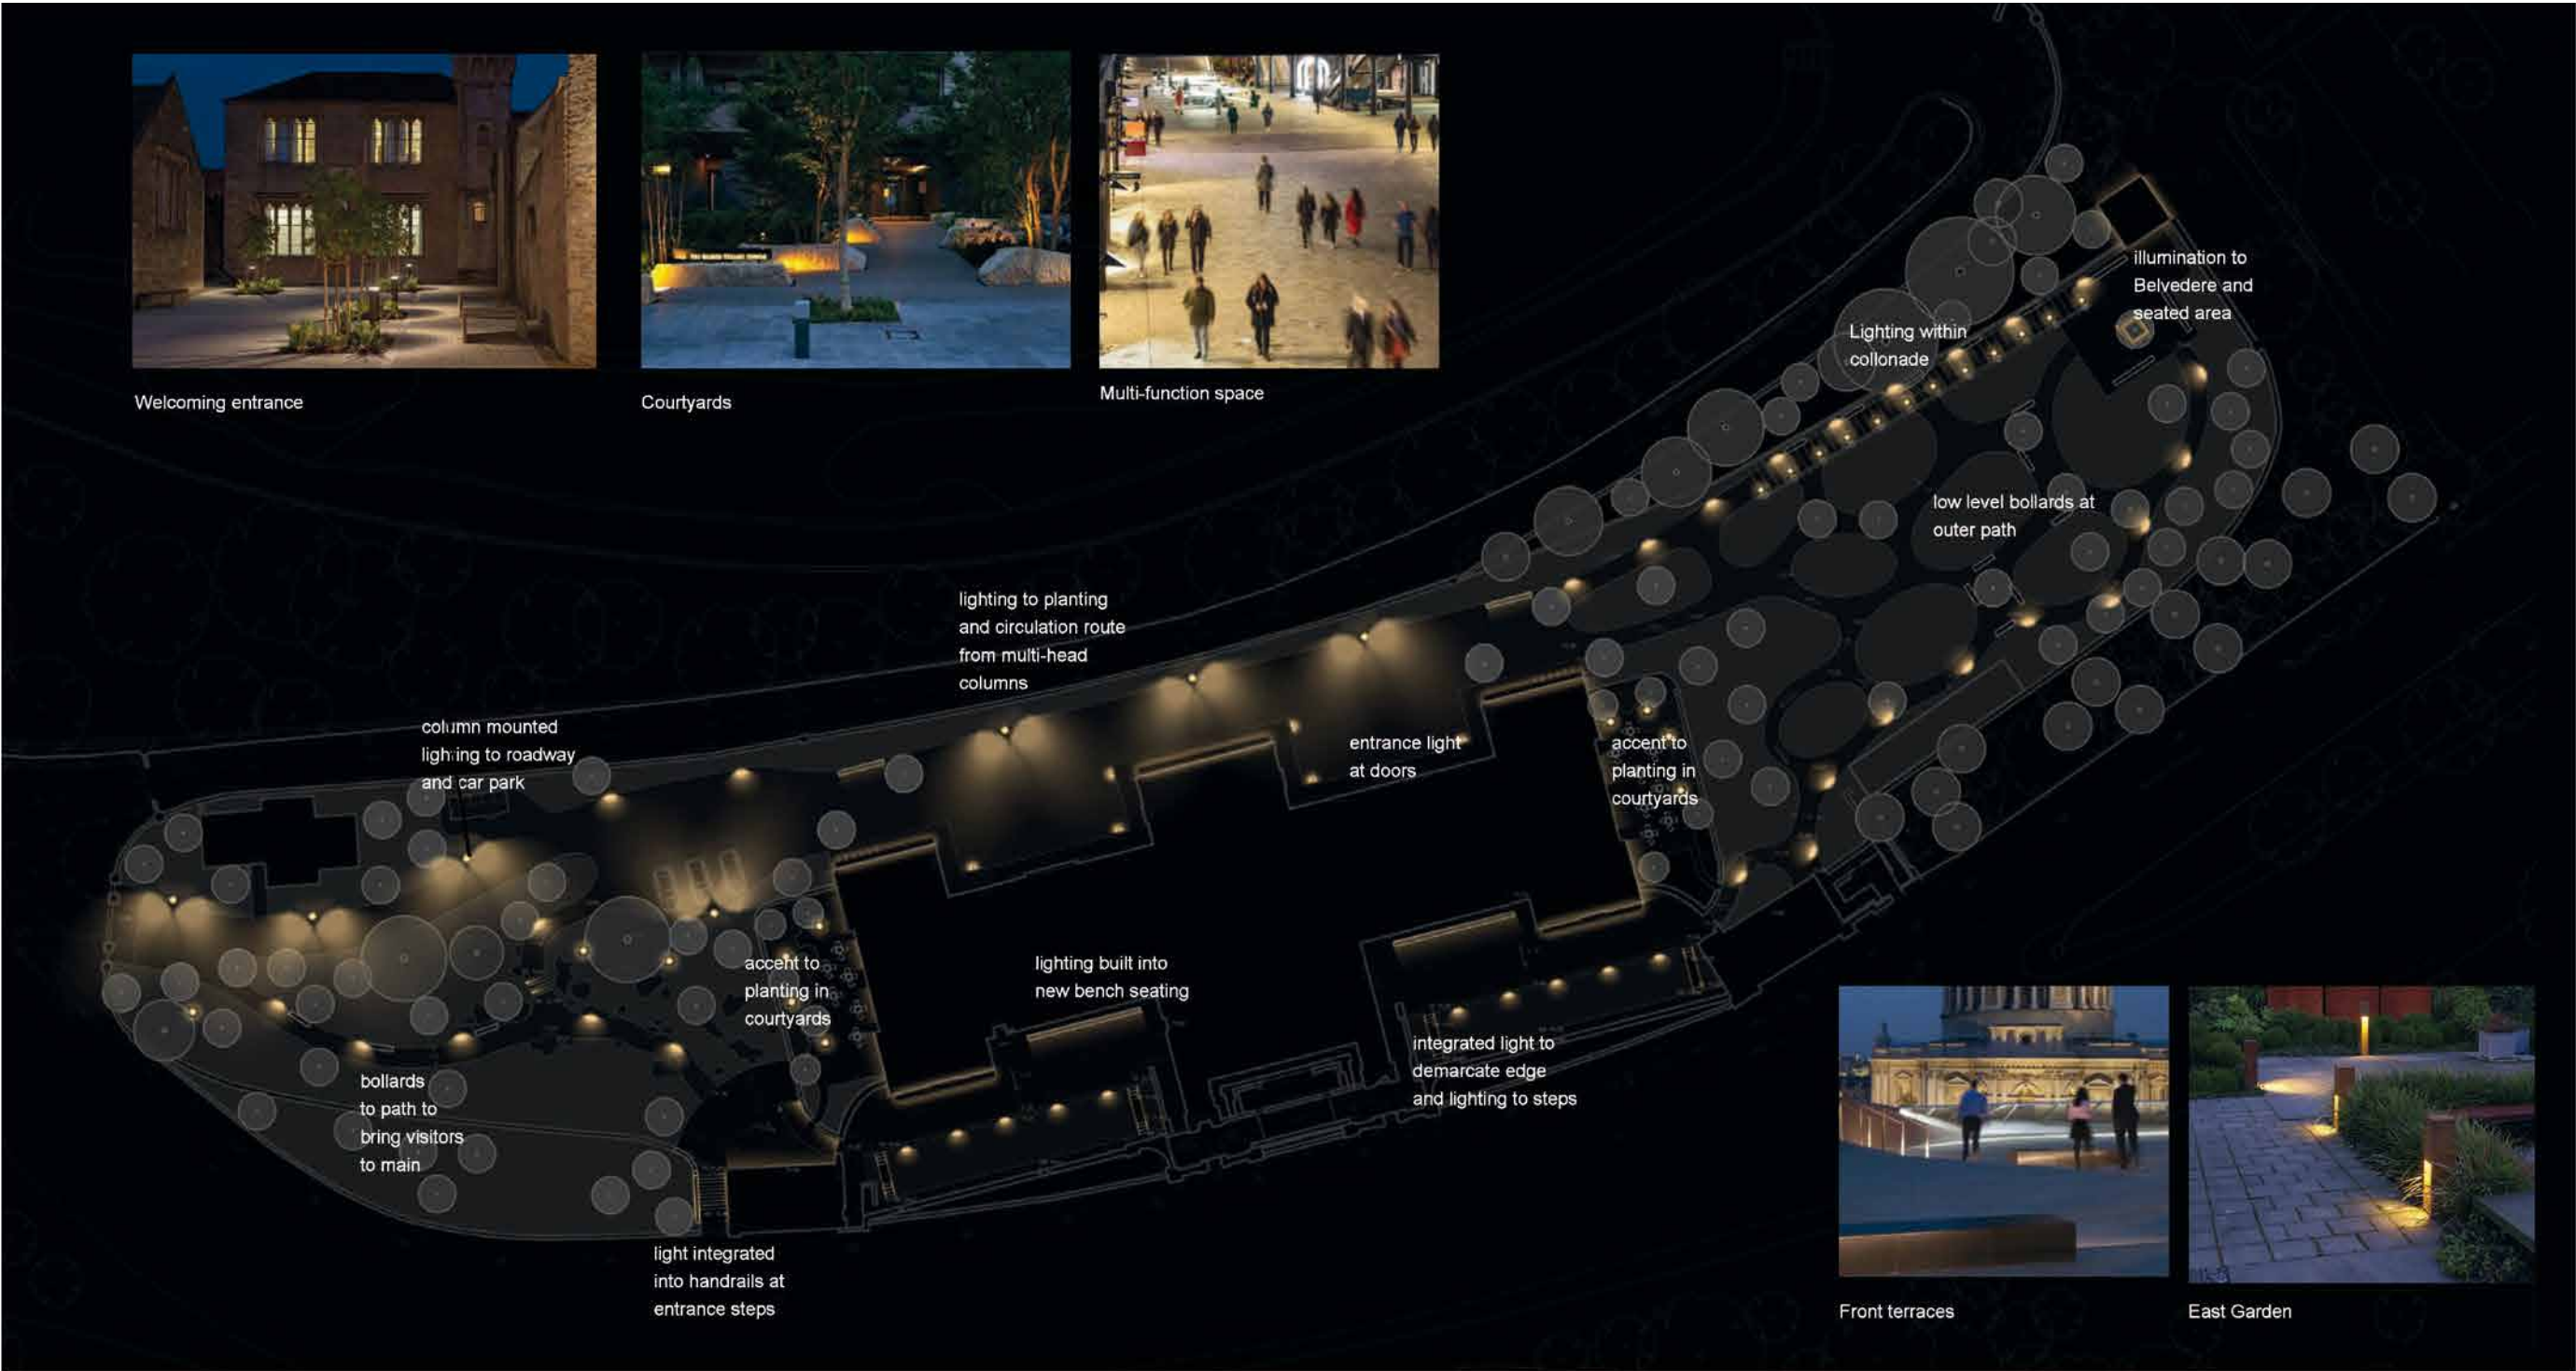 Welcoming entrance
Courtyards
Multi-function space
illumination to
Belvedere and
seated area
Lighting within
collonade
low level bollards at
outer path
lighting to planting
and circulation route
from multi-head
columns
column mounted
lighting to roadway
and car park
entrance light
at doors
accent to
planting in
courtyards
accent to
planting in
courtyards
lighting built into
new bench seating
integrated light to
demarcate edge
and lighting to steps
bollards
to path to
bring visitors
to main
light integrated
into handrails at
entrance steps
Front terraces
East Garden